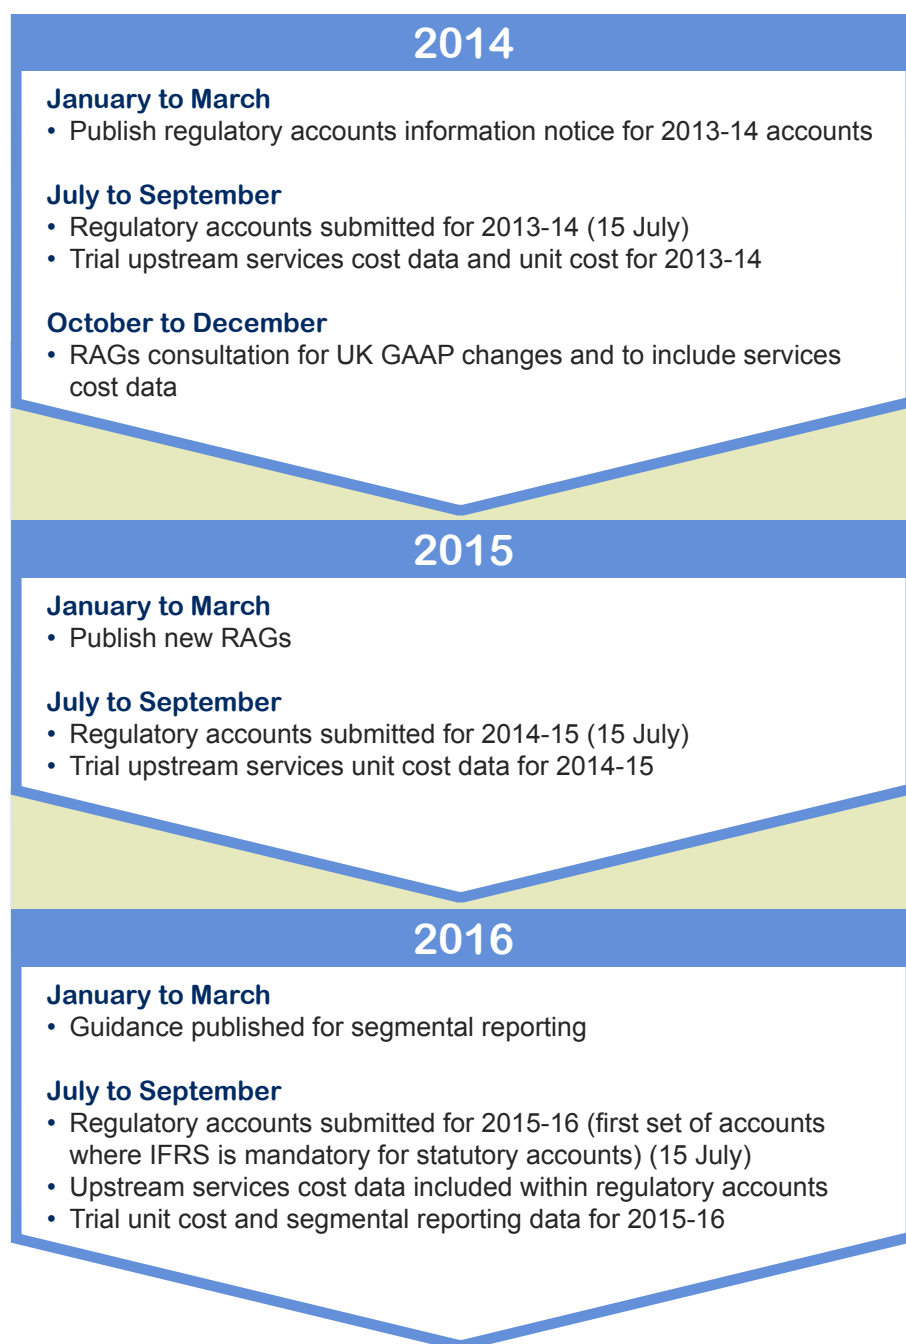 2014
January to March
• Publish regulatory accounts information notice for 2013-14 accounts
July to September
• Regulatory accounts submitted for 2013-14 (15 July)
• Trial upstream services cost data and unit cost for 2013-14
October to December
• RAGs consultation for UK GAAP changes and to include services
cost data
2015
January to March
• Publish new RAGs
July to September
• Regulatory accounts submitted for 2014-15 (15 July)
• Trial upstream services unit cost data for 2014-15
2016
January to March
• Guidance published for segmental reporting
July to September
• Regulatory accounts submitted for 2015-16 (first set of accounts
where IFRS is mandatory for statutory accounts) (15 July)
• Upstream services cost data included within regulatory accounts
• Trial unit cost and segmental reporting data for 2015-16